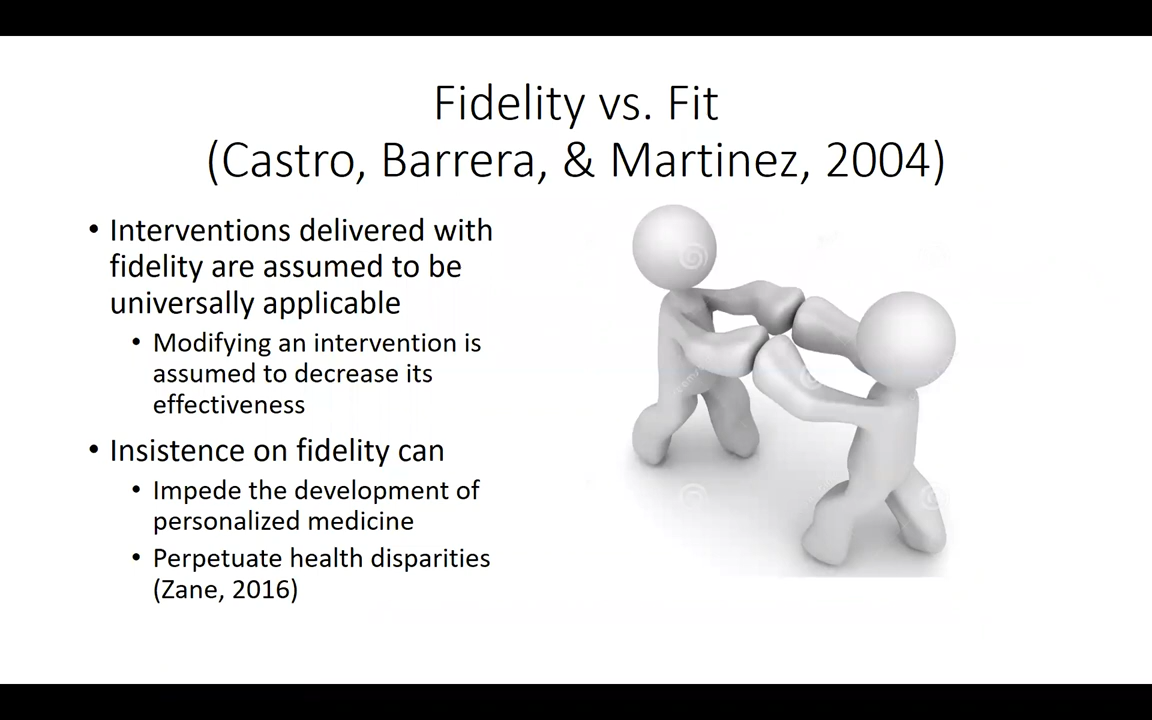 Fidelity vs. Fit
(Castro, Barrera, & Martinez, 2004)
• Interventions delivered with
fidelity are assumed to be
universally applicable
• Modifying an intervention is
assumed to decrease its
effectiveness
• Insistence on fidelity can
• Impede the development of
personalized medicine
• Perpetuate health disparities
(Zane, 2016)